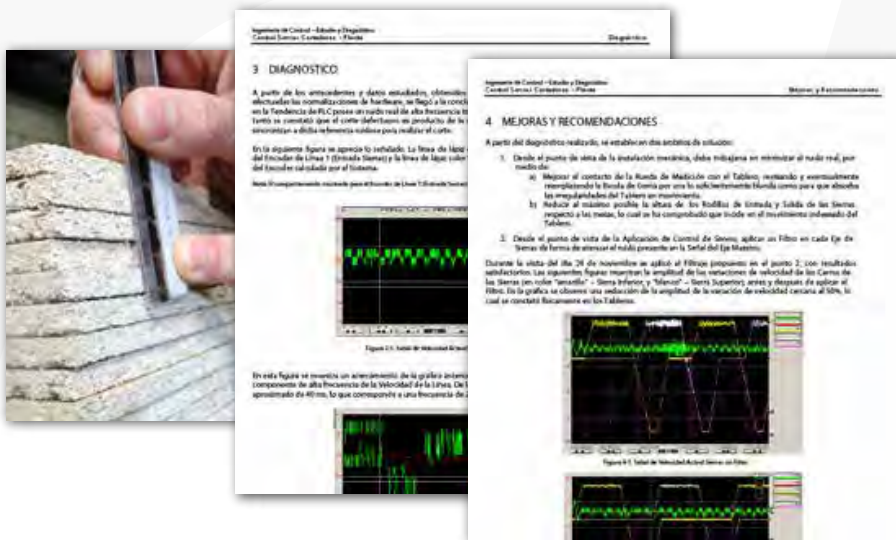 Ingeniería de Control - Estudio y Diagnóstico
Control Sierras Cortadoras - Planta
Diagnóstico
3 DIAGNOSTICO
A partir de los antecedentes y datos estudiados, obtenidos
efectuadas las normalizaciones de hardware, se llegó a la
en la Tendencia de PLC posee un ruido real de alta frecuencia
tanto se constató que el corte defectuoso es producto de la
sincronizan a dicha referencia ruidosa para realizar el corte.
En la siguiente figura se aprecia lo señalado. La línea de lápiz
del Encoder de Línea 1 (Entrada Sierras) y la línea de lápiz color
del Encoder calculada por el Sistema.
En esta figura se muestra un acercamiento de la gráfica
componente de alta frecuencia de la Velocidad de la Línea. De
aproximado de 40 ms, lo que corresponde a una frecuencia de
Ingeniería de Control - Estudio y Diagnóstico
Control Sierras Cortadoras - Planta
Mejoras y Recomendaciones
4 MEJORAS Y RECOMENDACIONES
A partir del diagnóstico realizado, se establecen dos ámbitos de solución:
1. Desde el punto de vista de la instalación mecánica, debe trabajarse en minimizar el ruido real, por
medio de:
a) Mejorar el contacto de la Rueda de Medición con el Tablero, revisando y eventualmente
reemplazando la Banda de Goma por una lo suficientemente blanda como para que absorba
las irregularidades del Tablero en movimiento.
b) Reducir al máximo posible la altura de los Rodillos de Entrada y Salida de las Sierras
respecto a las mesas, lo cual se ha comprobado que incide en el movimiento indeseado del
Tablero.
2. Desde el punto de vista de la Aplicación de Control de Sierras, aplicar un Filtro en cada Eje de
Sierras de forma de atenuar el ruido presente en la Señal del Eje Maestro.
Durante la visita del día 24 de noviembre se aplicó el Filtraje propuesto en el punto 2, con resultados
satisfactorios. Las siguientes figuras muestran la amplitud de las variaciones de velocidad de los Carros de
las Sierras (en color "amarillo" - Sierra Inferior, y "blanco" - Sierra Superior), antes y después de aplicar el
Filtro. En la gráfica se observa una reducción de la amplitud de la variación de velocidad cercana al 50%, lo
cual se constató físicamente en los Tableros.
Figura 4-1. Señal de Velocidad Actual Sierras sin Filtro